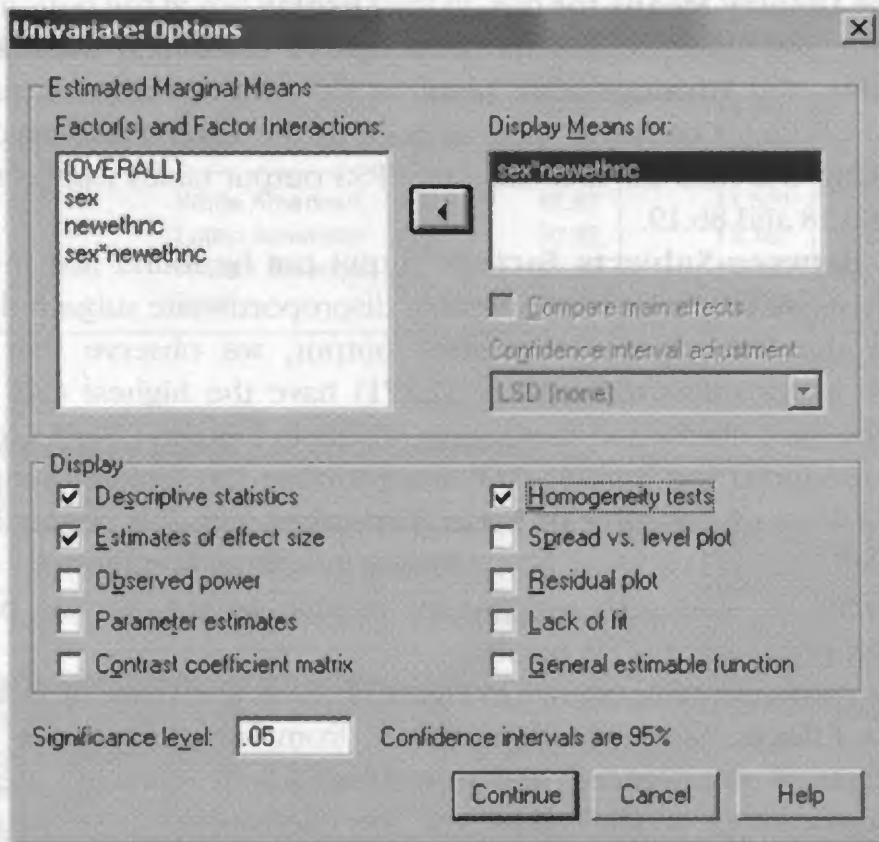 Univariate: Options
Estimated Marginal Means
Factor(s) and Factor Interactions:
(OVERALL)
sex
newethnc
sex*newethnc
Display Means for:
sex*newethnc
Compare main effects
Confidence interval adjustment
LSD (none)
Display
Descriptive statistics
Estimates of effect size
Observed power
Parameter estimates
Contrast coefficient matrix
Homogeneity tests
Spread vs. level plot
Residual plot
Lack of fit
General estimable function
Significance level: .05 Confidence intervals are 95%
Continue Cancel Help